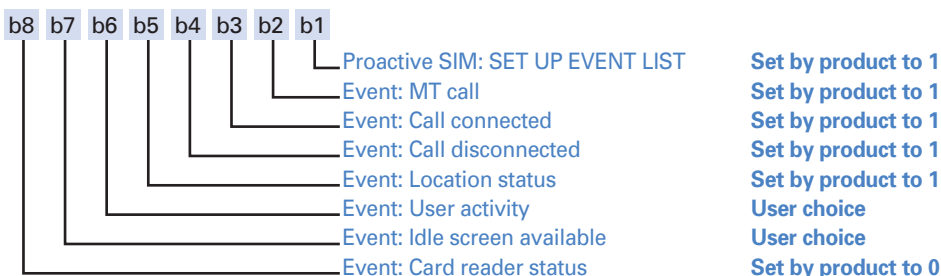 b8 b7 b6 b5 b4 b3 b2 b1
Proactive SIM: SET UP EVENT LIST Set by product to 1
Event: MT call Set by product to 1
Event: Call connected Set by product to 1
Event: Call disconnected Set by product to 1
Event: Location status Set by product to 1
Event: User activity User choice
Event: Idle screen available User choice
Event: Card reader status Set by product to 0